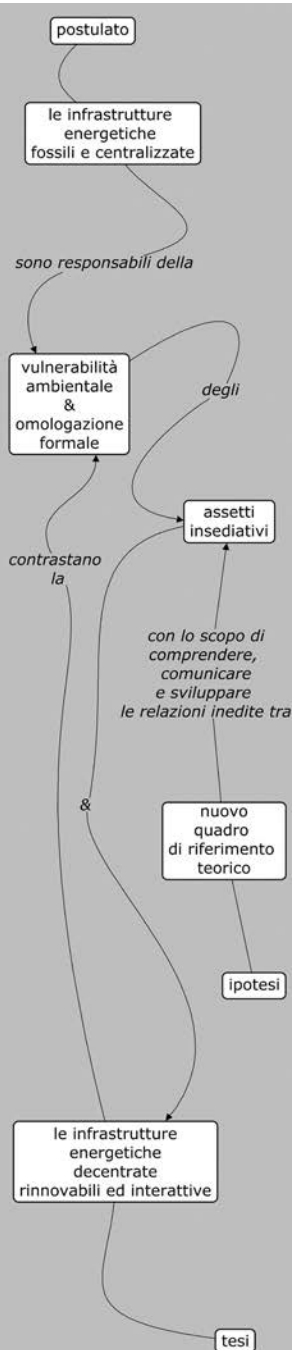 postulato
le infrastrutture
energetiche
fossili e centralizzate
sono responsabili della
vulnerabilità
ambientale
&
omologazione
formale
degli
assetti
insediativi
contrastano
la
con lo scopo di
comprendere,
comunicare
e sviluppare
le relazioni inedite tra
&
nuovo
quadro
di riferimento
teorico
ipotesi
le infrastrutture
energetiche
decentrate
rinnovabili ed interattive
tesi